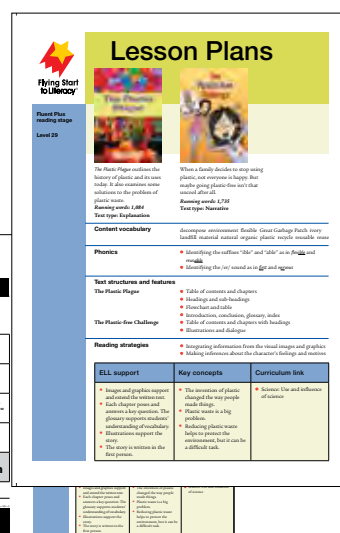 Lesson Plans
Flying Start
to Literacy
Fluent Plus
reading stage
Level 29
The Plastic Plague
The Plastic Plague outlines the
history of plastic and its uses
today. It also examines some
solutions to the problem of
plastic waste.
Running words: 1,084
Text type: Explanation
When a family decides to stop using
plastic, not everyone is happy. But
maybe going plastic-free isn't that
uncool after all.
Running words: 1,735
Text type: Narrative
Content vocabulary
decompose environment flexible Great Garbage Patch ivory
landfill material natural organic plastic recycle reusable reuse
Phonics
Identifying the suffixes "ible" and "able" as in flexible and
reusable
Identifying the /er/ sound as in
Text structures and features
The Plastic Plague
Table of contents and chapters
Headings and sub-headings
Flowchart and table
Introduction, conclusion, glossary, index
The Plastic-free Challenge
Table of contents and chapters with headings
Illustrations and dialogue
Reading strategies
Integrating information from the visual images and graphics
Making inferences about the character's feelings and motives
ELL support
Images and graphics support
and extend the written text.
Each chapter poses and
answers a key question. The
glossary supports students'
understanding of vocabulary.
Illustrations support the
story.
The story is written in the
first person.
Key concepts
The invention of plastic
changed the way people
made things.
Plastic waste is a big
problem.
Reducing plastic waste
helps to protect the
environment, but it can be
a difficult task.
Curriculum link
Science: Use and influence
of science